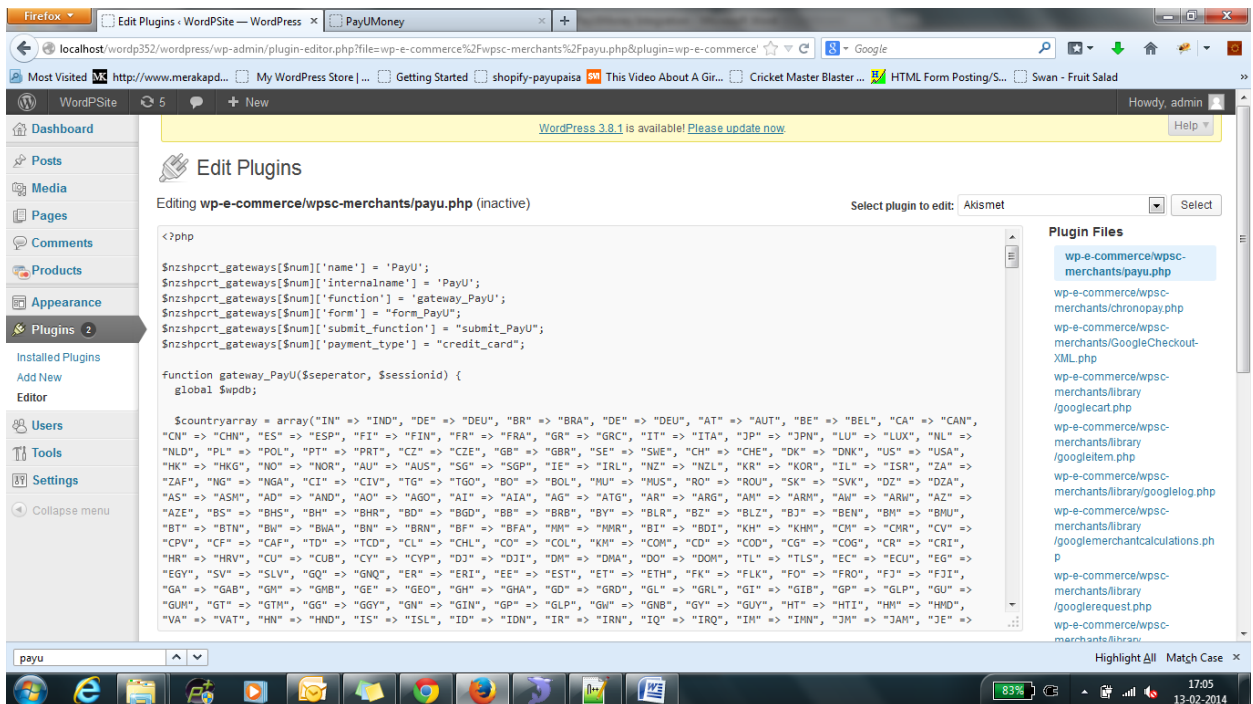 Firefox
Edit Plugins ‹ WordPSite — WordPress ×
PayUMoney ×
+
localhost/wordp352/wordpress/wp-admin/plugin-editor.php?file=wp-e-commerce%2Fwpsc-merchants%2Fpayu.php&plugin=wp-e-commerce'
Google
Most Visited
http://www.merakapd...
My WordPress Store | ...
Getting Started
shopify-payupaisa
This Video About A Gir...
Cricket Master Blaster ...
HTML Form Posting/S...
Swan - Fruit Salad
»
WordPSite
5
+ New
Howdy, admin
WordPress 3.8.1 is available! Please update now.
Help
Dashboard
Posts
Media
Pages
Comments
Products
Appearance
Plugins 2
Installed Plugins
Add New
Editor
Users
Tools
Settings
Collapse menu
Edit Plugins
Editing wp-e-commerce/wpsc-merchants/payu.php (inactive)
Select plugin to edit: Akismet
Select
<?php
$nzshpcrt_gateways[$num]['name'] = 'PayU';
$nzshpcrt_gateways[$num]['internalname'] = 'PayU';
$nzshpcrt_gateways[$num]['function'] = 'gateway_PayU';
$nzshpcrt_gateways[$num]['form'] = "form_PayU";
$nzshpcrt_gateways[$num]['submit_function'] = "submit_PayU";
$nzshpcrt_gateways[$num]['payment_type'] = "credit_card";
function gateway_PayU($seperator, $sessionid) {
global $wpdb;
$countryarray = array("IN" => "IND", "DE" => "DEU", "BR" => "BRA", "DE" => "DEU", "AT" => "AUT", "BE" => "BEL", "CA" => "CAN",
"CN" => "CHN", "ES" => "ESP", "FI" => "FIN", "FR" => "FRA", "GR" => "GRC", "IT" => "ITA", "JP" => "JPN", "LU" => "LUX", "NL" =>
"NLD", "PL" => "POL", "PT" => "PRT", "CZ" => "CZE", "GB" => "GBR", "SE" => "SWE", "CH" => "CHE", "DK" => "DNK", "US" => "USA",
"HK" => "HKG", "NO" => "NOR", "AU" => "AUS", "SG" => "SGP", "IE" => "IRL", "NZ" => "NZL", "KR" => "KOR", "IL" => "ISR", "ZA" =>
"ZAF", "NG" => "NGA", "CI" => "CIV", "TG" => "TGO", "BO" => "BOL", "MU" => "MUS", "RO" => "ROU", "SK" => "SVK", "DZ" => "DZA",
"AS" => "ASM", "AD" => "AND", "AO" => "AGO", "AI" => "AIA", "AG" => "ATG", "AR" => "ARG", "AM" => "ARM", "AW" => "ARW", "AZ" =>
"AZE", "BS" => "BHS", "BH" => "BHR", "BD" => "BGD", "BB" => "BRB", "BY" => "BLR", "BZ" => "BLZ", "BJ" => "BEN", "BM" => "BMU",
"BT" => "BTN", "BW" => "BWA", "BN" => "BRN", "BF" => "BFA", "MM" => "MMR", "BI" => "BDI", "KH" => "KHM", "CM" => "CMR", "CV" =>
"CPV", "CF" => "CAF", "TD" => "TCD", "CL" => "CHL", "CO" => "COL", "KM" => "COM", "CD" => "COD", "CG" => "COG", "CR" => "CRI",
"HR" => "HRV", "CU" => "CUB", "CY" => "CYP", "DJ" => "DJI", "DM" => "DMA", "DO" => "DOM", "TL" => "TLS", "EC" => "ECU", "EG" =>
"EGY", "SV" => "SLV", "GQ" => "GNQ", "ER" => "ERI", "EE" => "EST", "ET" => "ETH", "FK" => "FLK", "FO" => "FRO", "FJ" => "FJI",
"GA" => "GAB", "GM" => "GMB", "GE" => "GEO", "GH" => "GHA", "GD" => "GRD", "GL" => "GRL", "GI" => "GIB", "GP" => "GLP", "GU" =>
"GUM", "GT" => "GTM", "GG" => "GGY", "GN" => "GIN", "GP" => "GLP", "GW" => "GNB", "GY" => "GUY", "HT" => "HTI", "HM" => "HMD",
"VA" => "VAT", "HN" => "HND", "IS" => "ISL", "ID" => "IDN", "IR" => "IRN", "IQ" => "IRQ", "IM" => "IMN", "JM" => "JAM", "JE" =>
Plugin Files
wp-e-commerce/wpsc-
merchants/payu.php
wp-e-commerce/wpsc-
merchants/chronopay.php
wp-e-commerce/wpsc-
merchants/GoogleCheckout-
XML.php
wp-e-commerce/wpsc-
merchants/library
/googlecart.php
wp-e-commerce/wpsc-
merchants/library
/googleitem.php
wp-e-commerce/wpsc-
merchants/library/googlelog.php
wp-e-commerce/wpsc-
merchants/library
/googlemerchantcalculations.ph
p
wp-e-commerce/wpsc-
merchants/library
/googlerequest.php
wp-e-commerce/wpsc-
merchants/library
payu
Highlight All
Match Case
×
83%
17:05
13-02-2014